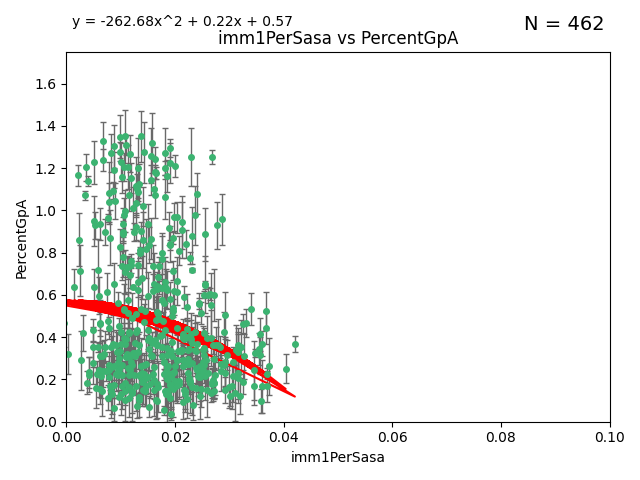 y = -262.68x^2 + 0.22x + 0.57
N = 462
imm1PerSasa vs PercentGpA
PercentGpA
1.6
1.4
1.2
1.0
0.8
0.6
0.4
0.2
0.0
0.00 0.02 0.04 0.06 0.08 0.10
imm1PerSasa